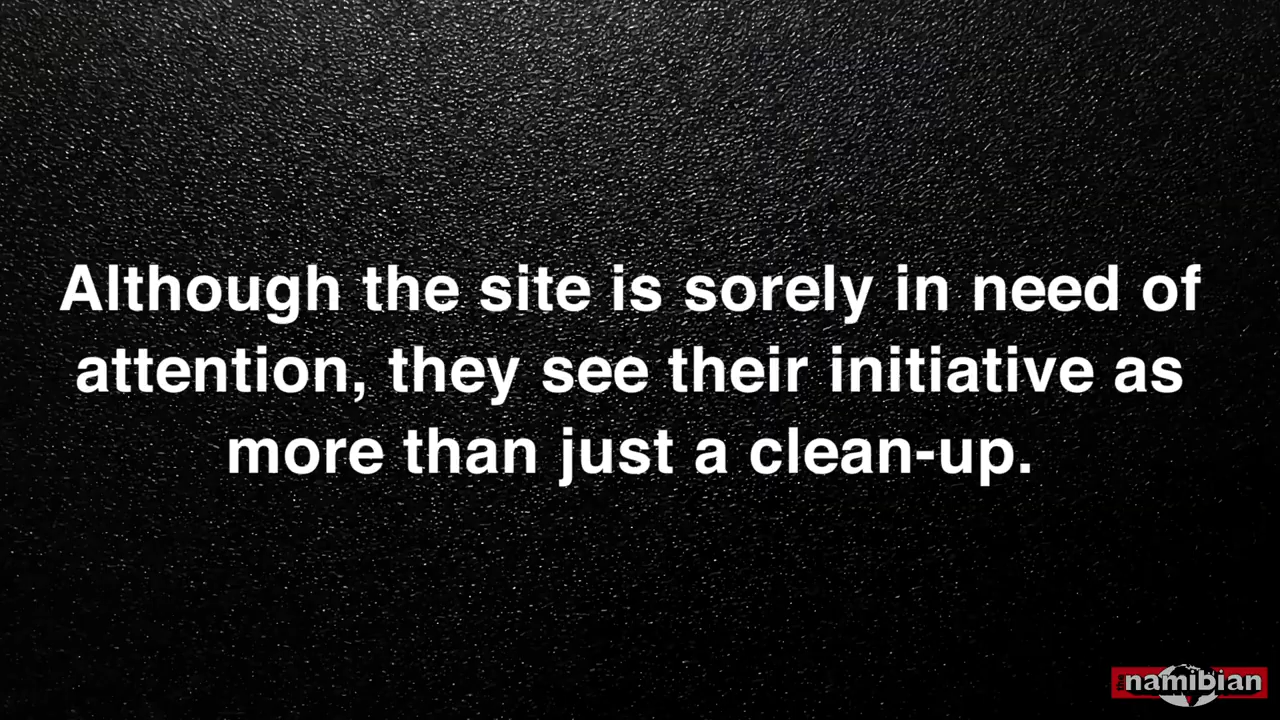 Although the site is sorely in need of
attention, they see their initiative as
more than just a clean-up.
namibian